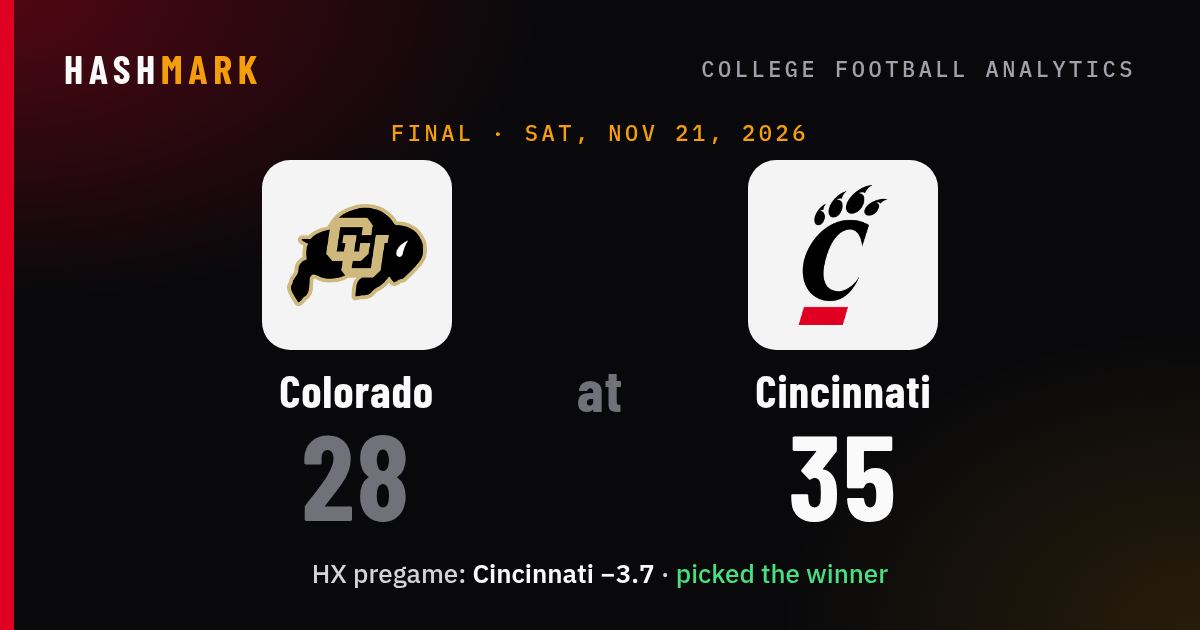 HASHMARK
COLLEGE FOOTBALL ANALYTICS
FINAL · SAT, NOV 21, 2026
CU
C
Colorado
at
Cincinnati
28
35
HX pregame: Cincinnati −3.7 · picked the winner